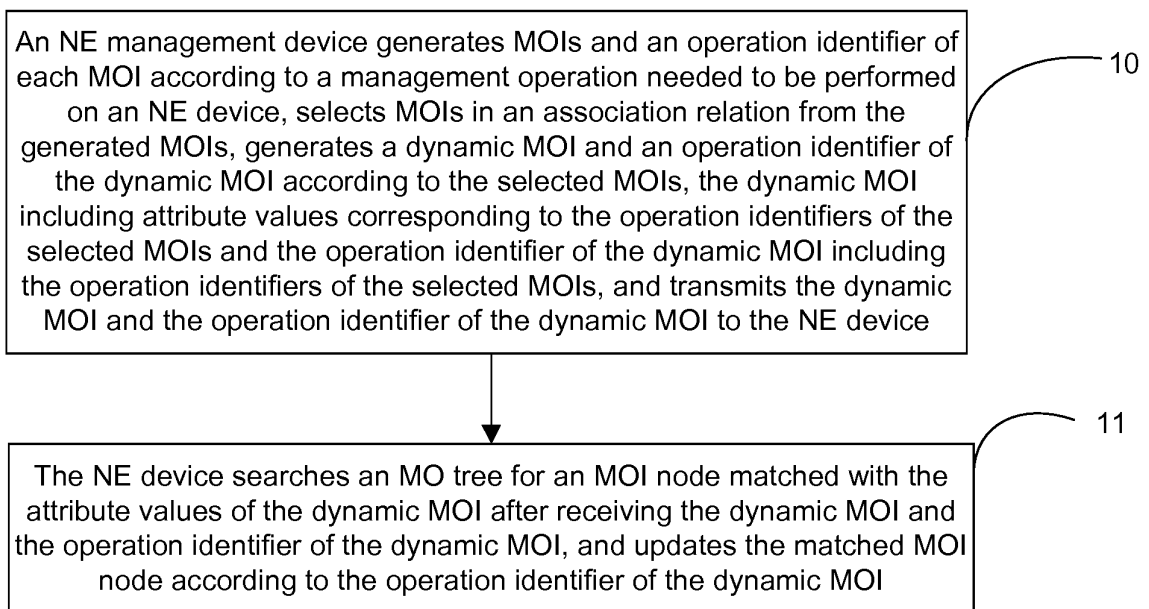 An NE management device generates MOIs and an operation identifier of
each MOI according to a management operation needed to be performed
on an NE device, selects MOIs in an association relation from the
generated MOIs, generates a dynamic MOI and an operation identifier of
the dynamic MOI according to the selected MOIs, the dynamic MOI
including attribute values corresponding to the operation identifiers of the
selected MOIs and the operation identifier of the dynamic MOI including
the operation identifiers of the selected MOIs, and transmits the dynamic
MOI and the operation identifier of the dynamic MOI to the NE device
10
11
The NE device searches an MO tree for an MOI node matched with the
attribute values of the dynamic MOI after receiving the dynamic MOI and
the operation identifier of the dynamic MOI, and updates the matched MOI
node according to the operation identifier of the dynamic MOI